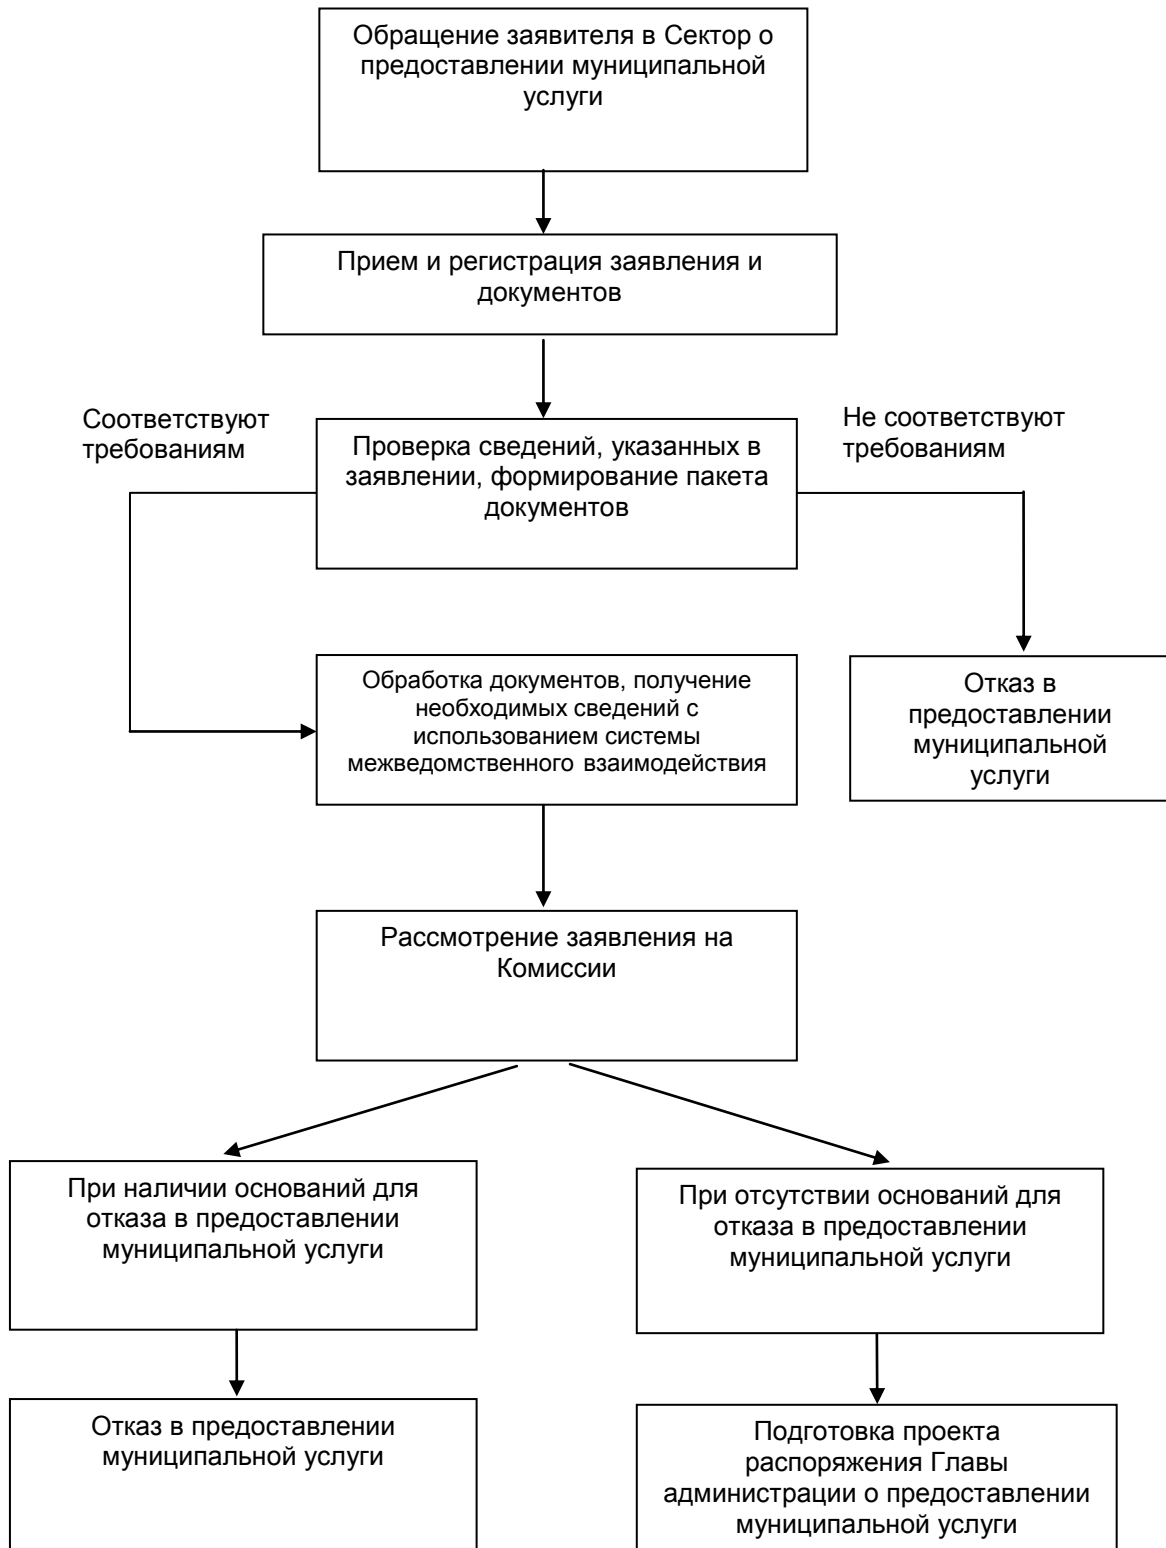 Обращение заявителя в Сектор о
предоставлении муниципальной
услуги
Прием и регистрация заявления и
документов
Соответствуют
требованиям
Не соответствуют
требованиям
Проверка сведений, указанных в
заявлении, формирование пакета
документов
Обработка документов, получение
необходимых сведений с
использованием системы
межведомственного взаимодействия
Отказ в
предоставлении
муниципальной
услуги
Рассмотрение заявления на
Комиссии
При наличии оснований для
отказа в предоставлении
муниципальной услуги
При отсутствии оснований для
отказа в предоставлении
муниципальной услуги
Отказ в предоставлении
муниципальной услуги
Подготовка проекта
распоряжения Главы
администрации о предоставлении
муниципальной услуги